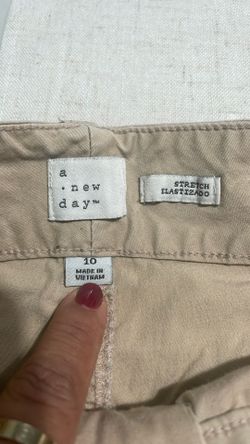 a
· new
day™
STRETCH
ELASTIZADO
10
MADE IN
VIETNAM